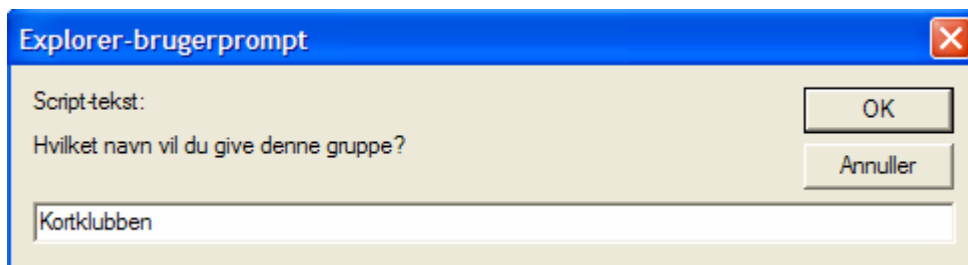 Explorer-brugerprompt
Script-tekst:
OK
Hvilket navn vil du give denne gruppe?
Annuller
Kortklubben